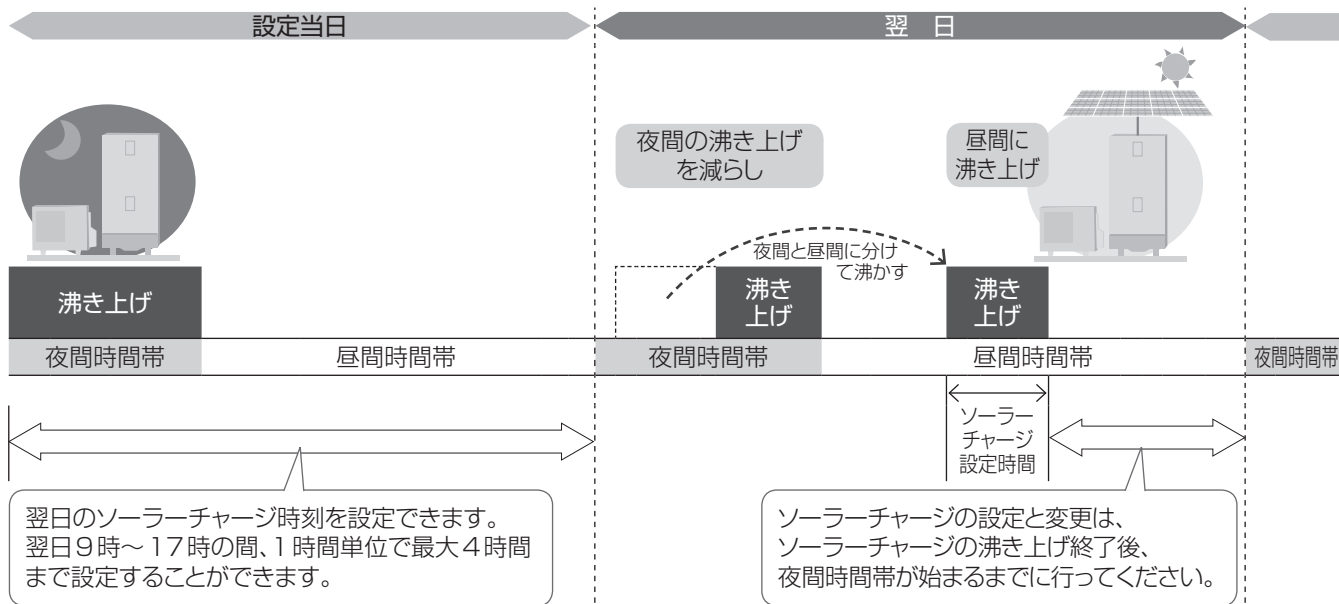 設定当日
翌　日
夜間の沸き上げ
を減らし
昼間に
沸き上げ
夜間と昼間に分け
て沸かす
沸き上げ
沸き
上げ
沸き
上げ
夜間時間帯
昼間時間帯
夜間時間帯
昼間時間帯
夜間時間帯
ソーラー
チャージ
設定時間
翌日のソーラーチャージ時刻を設定できます。
翌日9時～17時の間、1時間単位で最大4時間
まで設定することができます。
ソーラーチャージの設定と変更は、
ソーラーチャージの沸き上げ終了後、
夜間時間帯が始まるまでに行ってください。